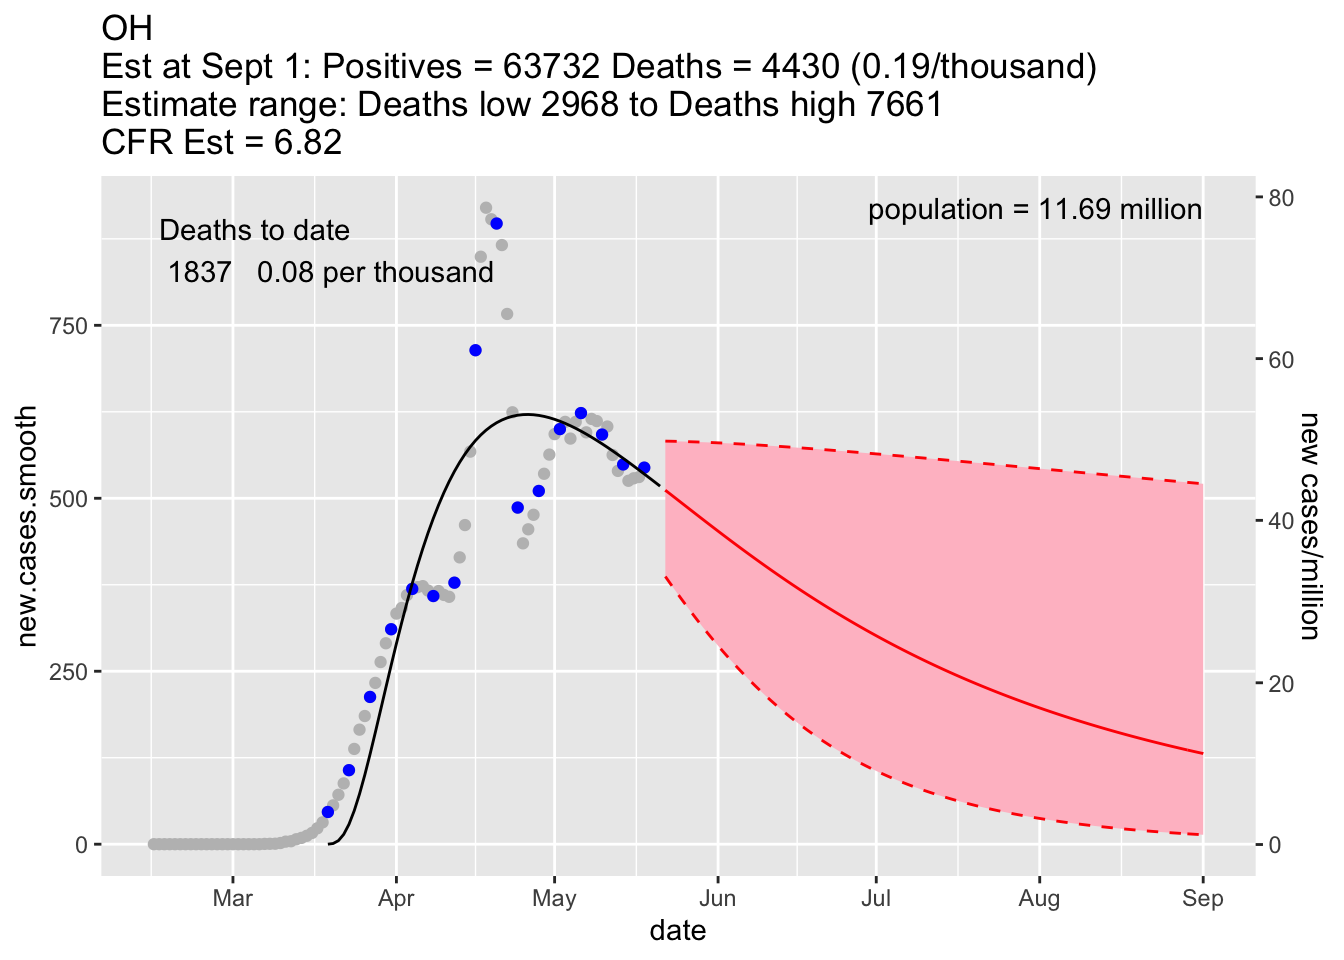 OH
Est at Sept 1: Positives = 63732 Deaths = 4430 (0.19/thousand)
Estimate range: Deaths low 2968 to Deaths high 7661
CFR Est = 6.82
Deaths to date
1837 0.08 per thousand
population = 11.69 million
new.cases.smooth
750
500
250
0
80
60
40
20
0
new cases/million
Mar Apr May Jun Jul Aug Sep
date